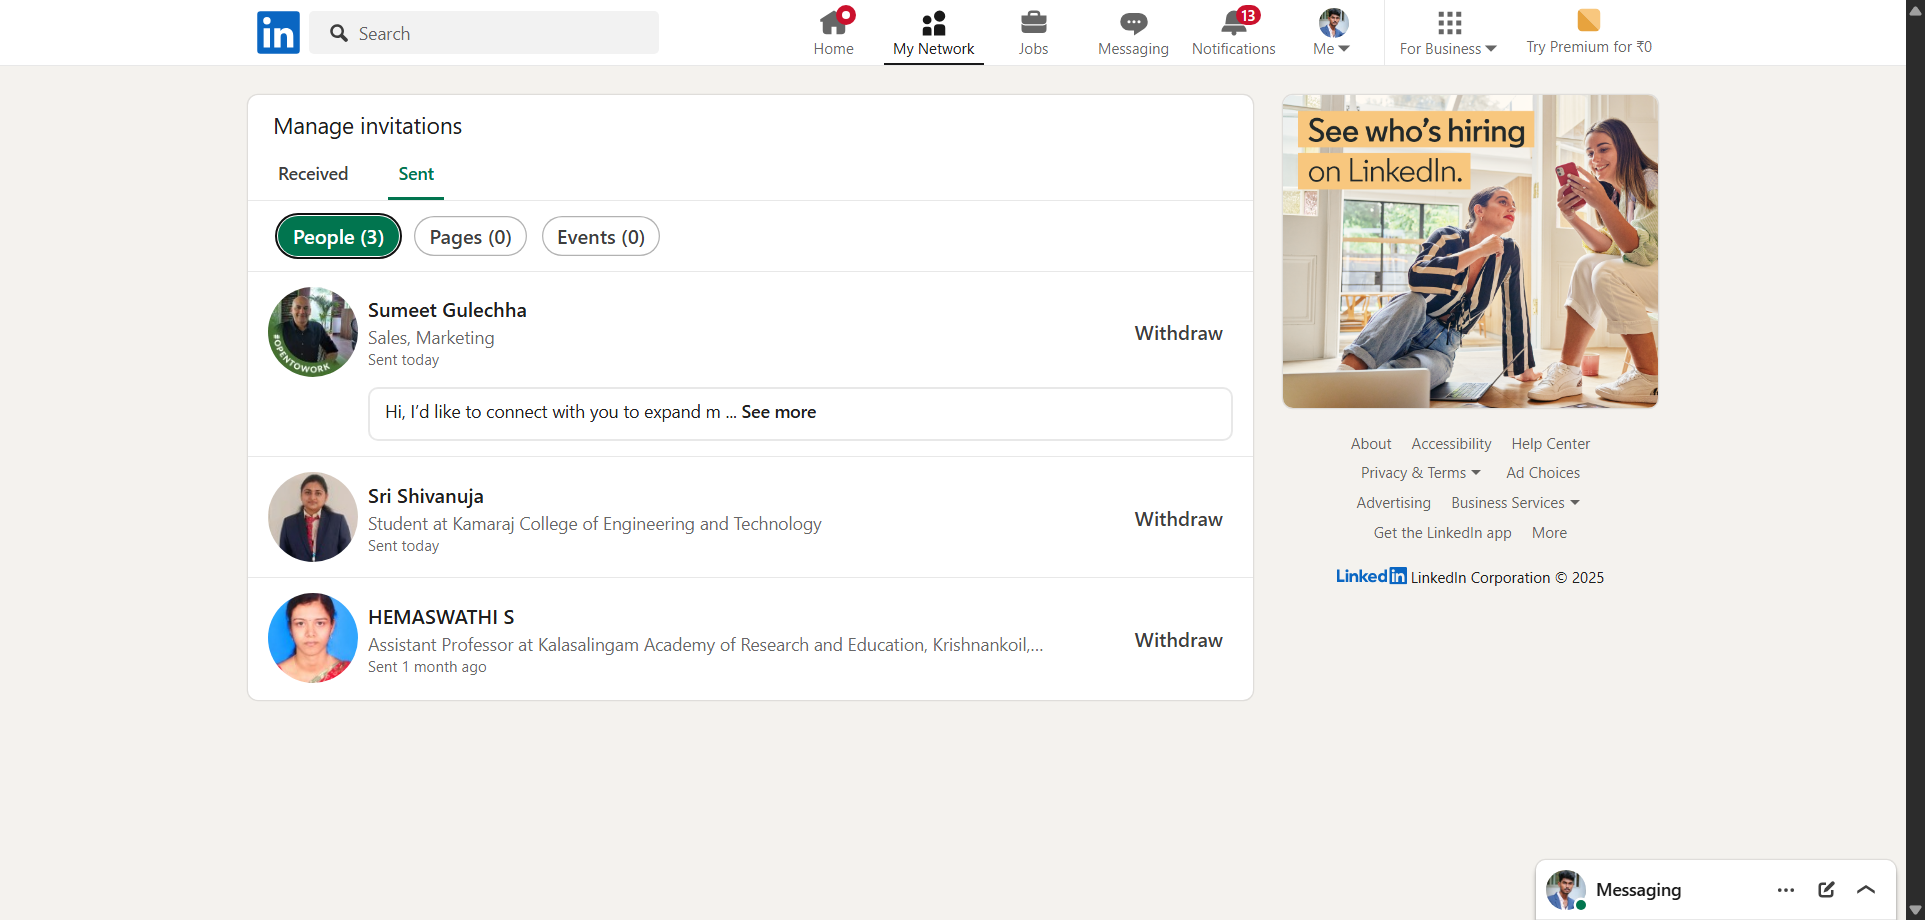 in
Search
Home
My Network
Jobs
Messaging
13
Notifications
Me
For Business
Try Premium for ₹0
Manage invitations
Received
Sent
People (3)
Pages (0)
Events (0)
#OPENTOWORK
Sumeet Gulechha
Sales, Marketing
Sent today
Withdraw
Hi, I’d like to connect with you to expand m ... See more
Sri Shivanuja
Student at Kamaraj College of Engineering and Technology
Sent today
Withdraw
HEMASWATHI S
Assistant Professor at Kalasalingam Academy of Research and Education, Krishnankoil,...
Sent 1 month ago
Withdraw
See who’s hiring
on LinkedIn.
About Accessibility Help Center
Privacy & Terms Ad Choices
Advertising Business Services
Get the LinkedIn app More
LinkedIn LinkedIn Corporation © 2025
Messaging